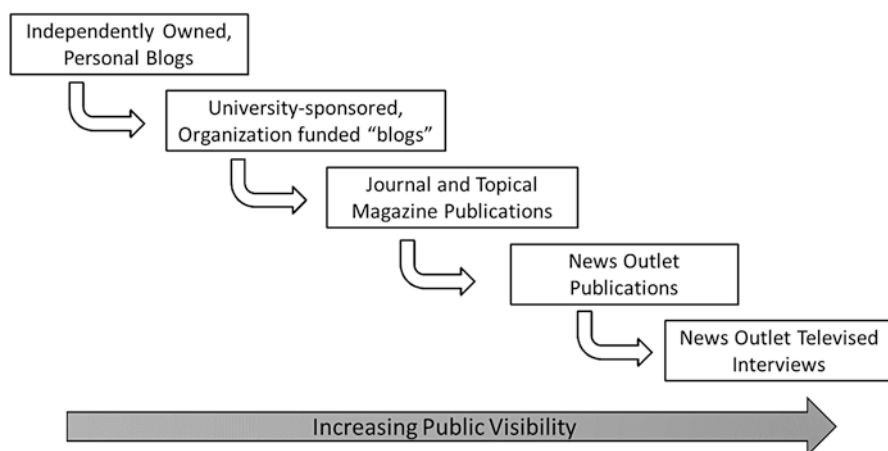 Independently Owned,
Personal Blogs
University-sponsored,
Organization funded “blogs”
Journal and Topical
Magazine Publications
News Outlet
Publications
News Outlet Televised
Interviews
Increasing Public Visibility